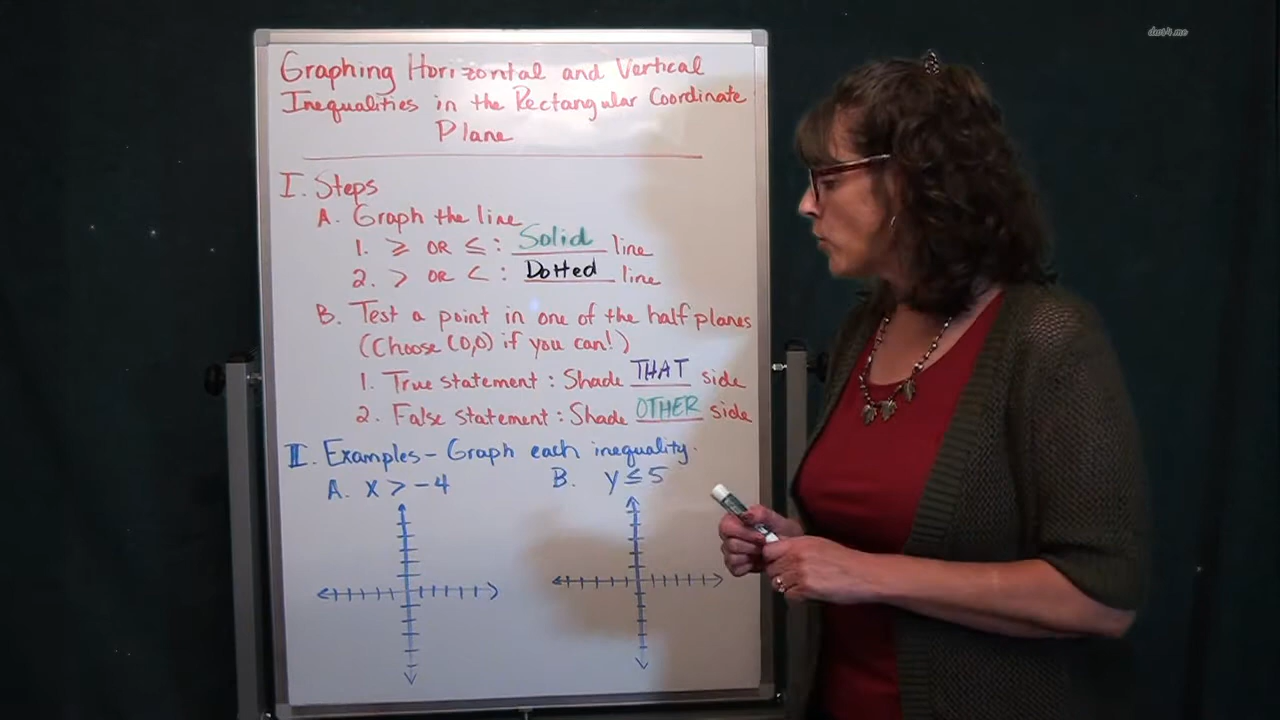 Graphing Horizontal and Vertical
Inequalities in the Rectangular Coordinate
Plane
I. Steps
A. Graph the line
1. ≥ OR ≤ : Solid line
2. > OR < : Dotted line
B. Test a point in one of the half planes
(Choose (0,0) if you can!)
1. True statement : Shade THAT side
2. False statement : Shade OTHER side
II. Examples - Graph each inequality.
A. x > -4 B. y ≤ 5